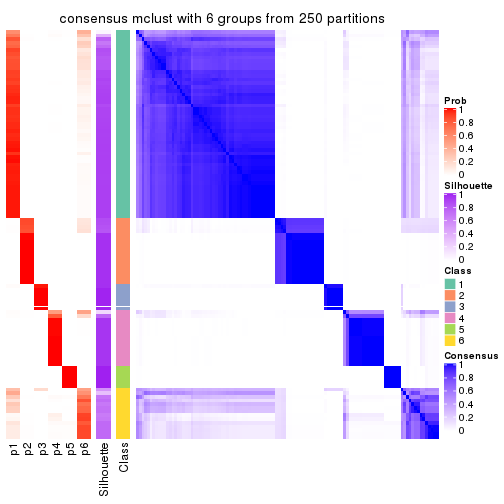 consensus mclust with 6 groups from 250 partitions
Prob
1
0.8
0.6
0.4
0.2
0
Silhouette
1
0.8
0.6
0.4
0.2
0
Class
1
2
3
4
5
6
Consensus
1
0.8
0.6
0.4
0.2
0
p1
p2
p3
p4
p5
p6
Silhouette
Class